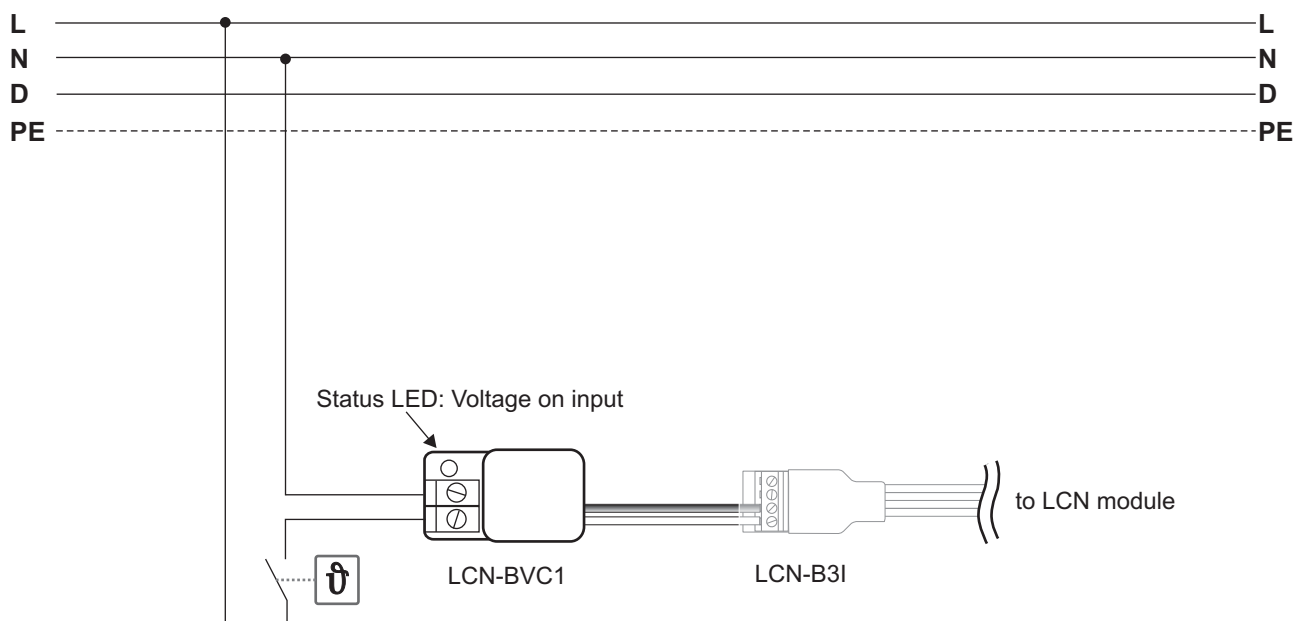 L L
N N
D D
PE PE
Status LED: Voltage on input
to LCN module
LCN-BVC1 LCN-B3I
ϑ